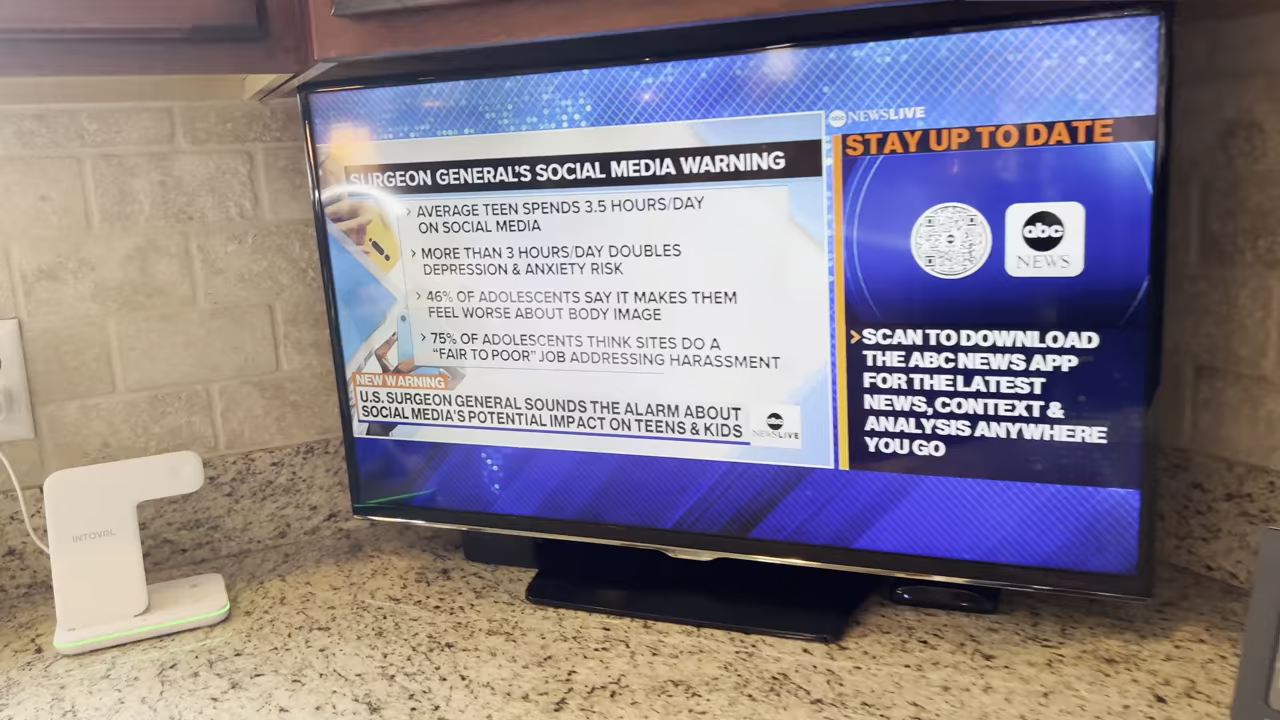 abc NEWSLIVE
SURGEON GENERAL'S SOCIAL MEDIA WARNING
> AVERAGE TEEN SPENDS 3.5 HOURS/DAY
ON SOCIAL MEDIA
> MORE THAN 3 HOURS/DAY DOUBLES
DEPRESSION & ANXIETY RISK
> 46% OF ADOLESCENTS SAY IT MAKES THEM
FEEL WORSE ABOUT BODY IMAGE
> 75% OF ADOLESCENTS THINK SITES DO A
"FAIR TO POOR" JOB ADDRESSING HARASSMENT
NEW WARNING
U.S. SURGEON GENERAL SOUNDS THE ALARM ABOUT
SOCIAL MEDIA'S POTENTIAL IMPACT ON TEENS & KIDS
abc
NEWSLIVE
STAY UP TO DATE
abc
NEWS
> SCAN TO DOWNLOAD
THE ABC NEWS APP
FOR THE LATEST
NEWS, CONTEXT &
ANALYSIS ANYWHERE
YOU GO
INTOVAL